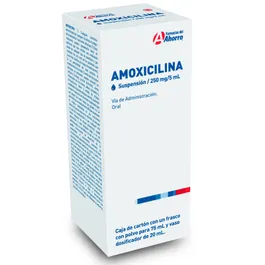 Farmacias del
Ahorro
AMOXICILINA
Suspensión / 250 mg/5 mL
Vía de Administración:
Oral
Caja de cartón con un frasco
con polvo para 75 mL y vaso
dosificador de 20 mL.